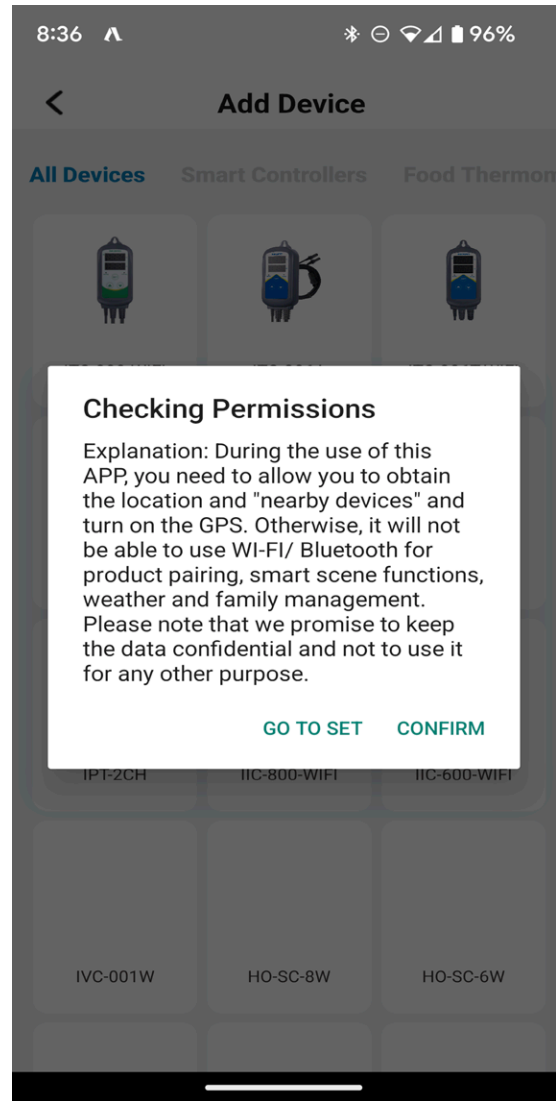 8:36 96%
Add Device
All Devices Smart Controllers Food Thermom
Checking Permissions
Explanation: During the use of this
APP, you need to allow you to obtain
the location and "nearby devices" and
turn on the GPS. Otherwise, it will not
be able to use WI-FI/ Bluetooth for
product pairing, smart scene functions,
weather and family management.
Please note that we promise to keep
the data confidential and not to use it
for any other purpose.
GO TO SET CONFIRM
IPT-2CH IIC-800-WIFI IIC-600-WIFI
IVC-001W HO-SC-8W HO-SC-6W